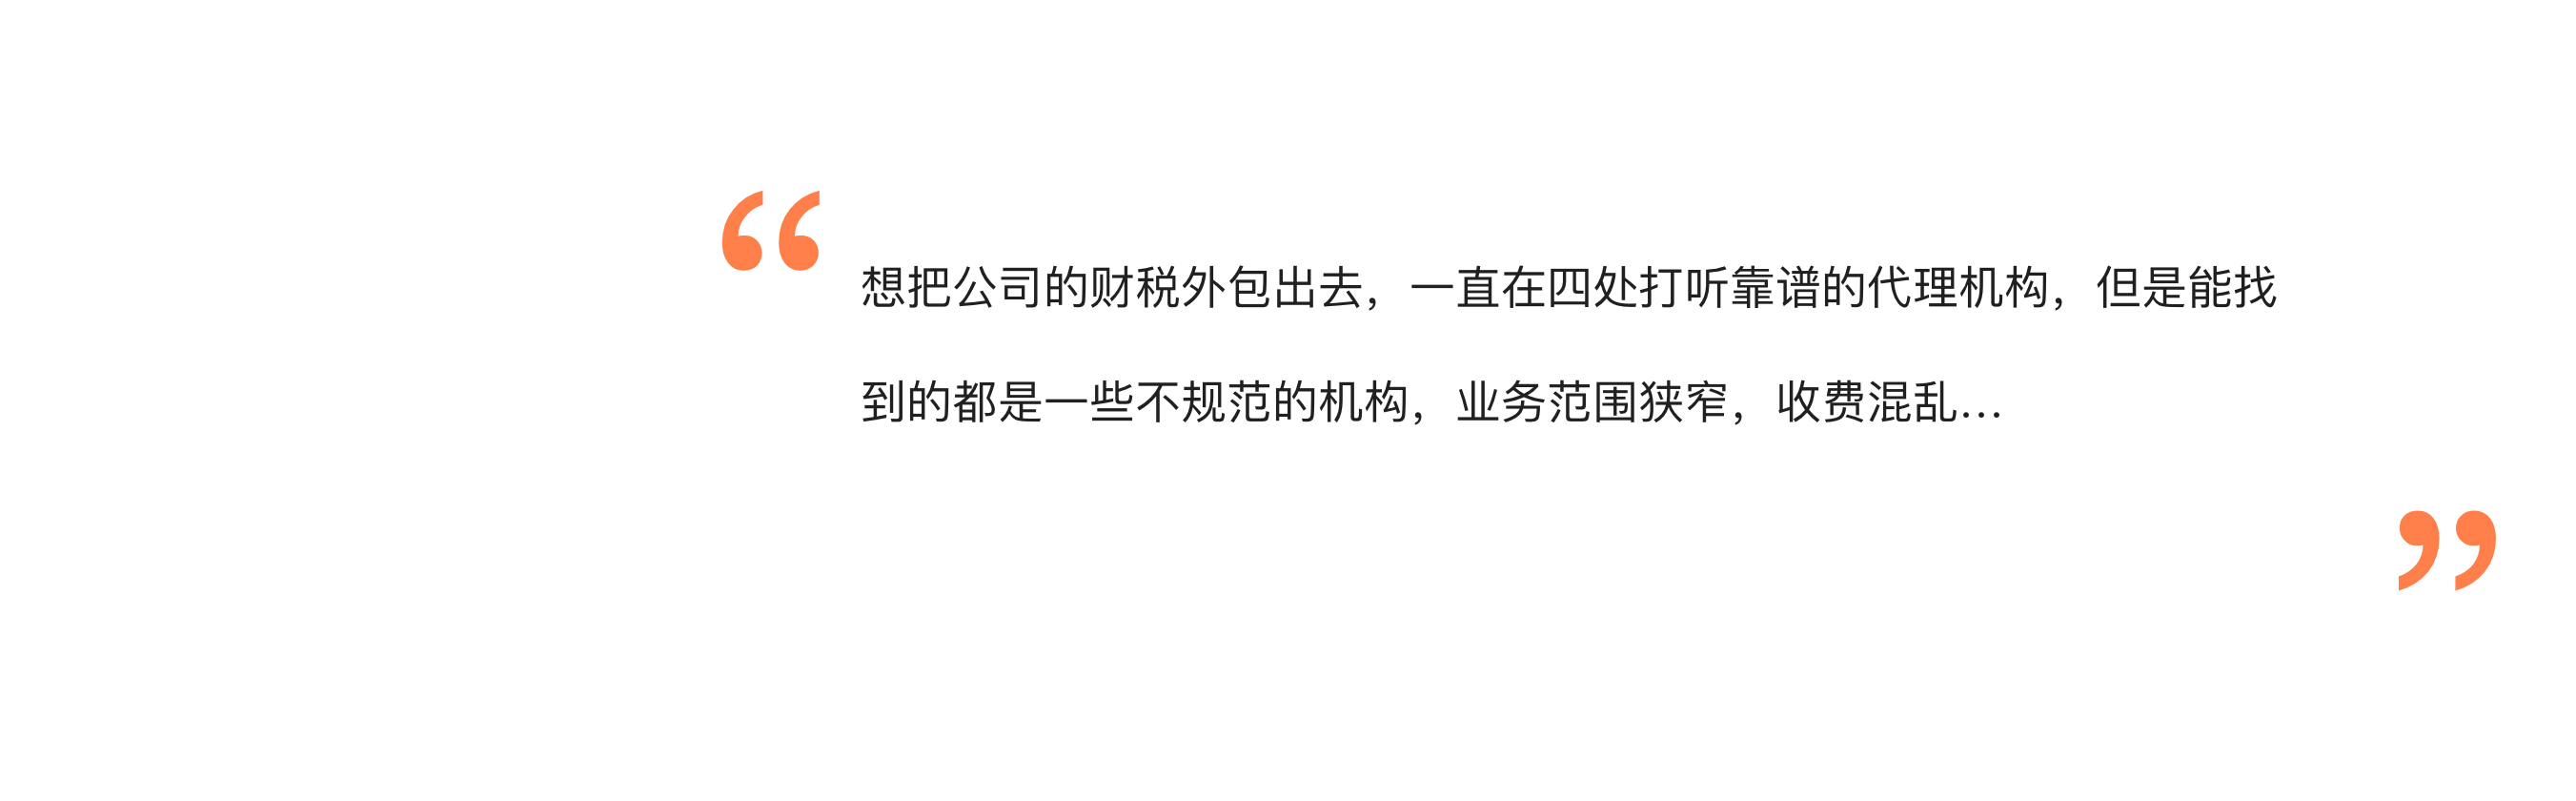 “
想把公司的财税外包出去，一直在四处打听靠谱的代理机构，但是能找
到的都是一些不规范的机构，业务范围狭窄，收费混乱…
”